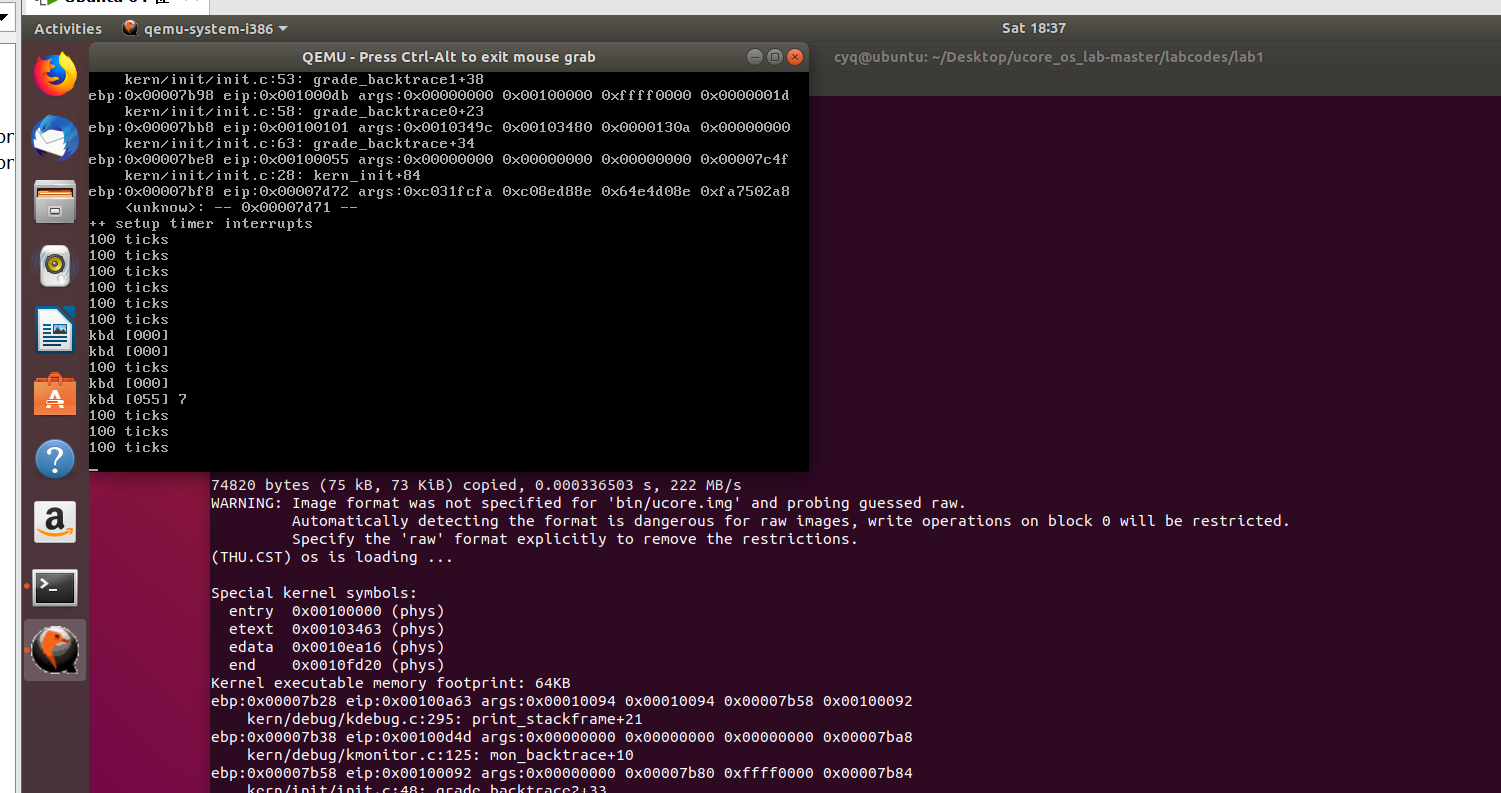 Activities
qemu-system-i386
Sat 18:37
QEMU - Press Ctrl-Alt to exit mouse grab
cyq@ubuntu: ~/Desktop/ucore_os_lab-master/labcodes/lab1
kern/init/init.c:53: grade_backtrace1+38
ebp:0x00007b98 eip:0x001000db args:0x00000000 0x00100000 0xffff0000 0x0000001d
kern/init/init.c:58: grade_backtrace0+23
ebp:0x00007bb8 eip:0x00100101 args:0x0010349c 0x00103480 0x0000130a 0x00000000
kern/init/init.c:63: grade_backtrace+34
ebp:0x00007be8 eip:0x00100055 args:0x00000000 0x00000000 0x00000000 0x00007c4f
kern/init/init.c:28: kern_init+84
ebp:0x00007bf8 eip:0x00007d72 args:0xc031fcfa 0xc08ed88e 0x64e4d08e 0xfa7502a8
<unknow>: -- 0x00007d71 --
++ setup timer interrupts
100 ticks
100 ticks
100 ticks
100 ticks
100 ticks
100 ticks
kbd [000]
kbd [000]
100 ticks
kbd [000]
kbd [055] 7
100 ticks
100 ticks
100 ticks
74820 bytes (75 kB, 73 KiB) copied, 0.000336503 s, 222 MB/s
WARNING: Image format was not specified for 'bin/ucore.img' and probing guessed raw.
Automatically detecting the format is dangerous for raw images, write operations on block 0 will be restricted.
Specify the 'raw' format explicitly to remove the restrictions.
(THU.CST) os is loading ...
Special kernel symbols:
entry 0x00100000 (phys)
etext 0x00103463 (phys)
edata 0x0010ea16 (phys)
end 0x0010fd20 (phys)
Kernel executable memory footprint: 64KB
ebp:0x00007b28 eip:0x00100a63 args:0x00010094 0x00010094 0x00007b58 0x00100092
kern/debug/kdebug.c:295: print_stackframe+21
ebp:0x00007b38 eip:0x00100d4d args:0x00000000 0x00000000 0x00000000 0x00007ba8
kern/debug/kmonitor.c:125: mon_backtrace+10
ebp:0x00007b58 eip:0x00100092 args:0x00000000 0x00007b80 0xffff0000 0x00007b84
kern/init/init.c:48: grade_backtrace2+33